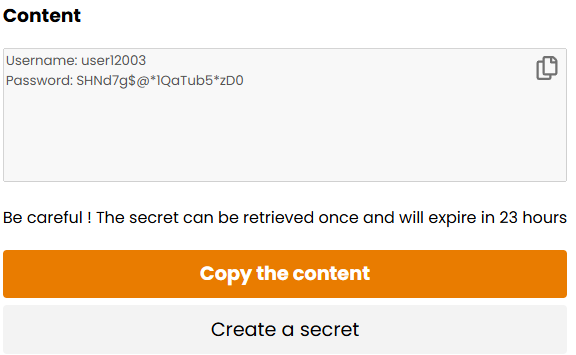 Content
Username: user12003
Password: SHNd7g$@*1QaTub5*zD0
Be careful ! The secret can be retrieved once and will expire in 23 hours
Copy the content
Create a secret